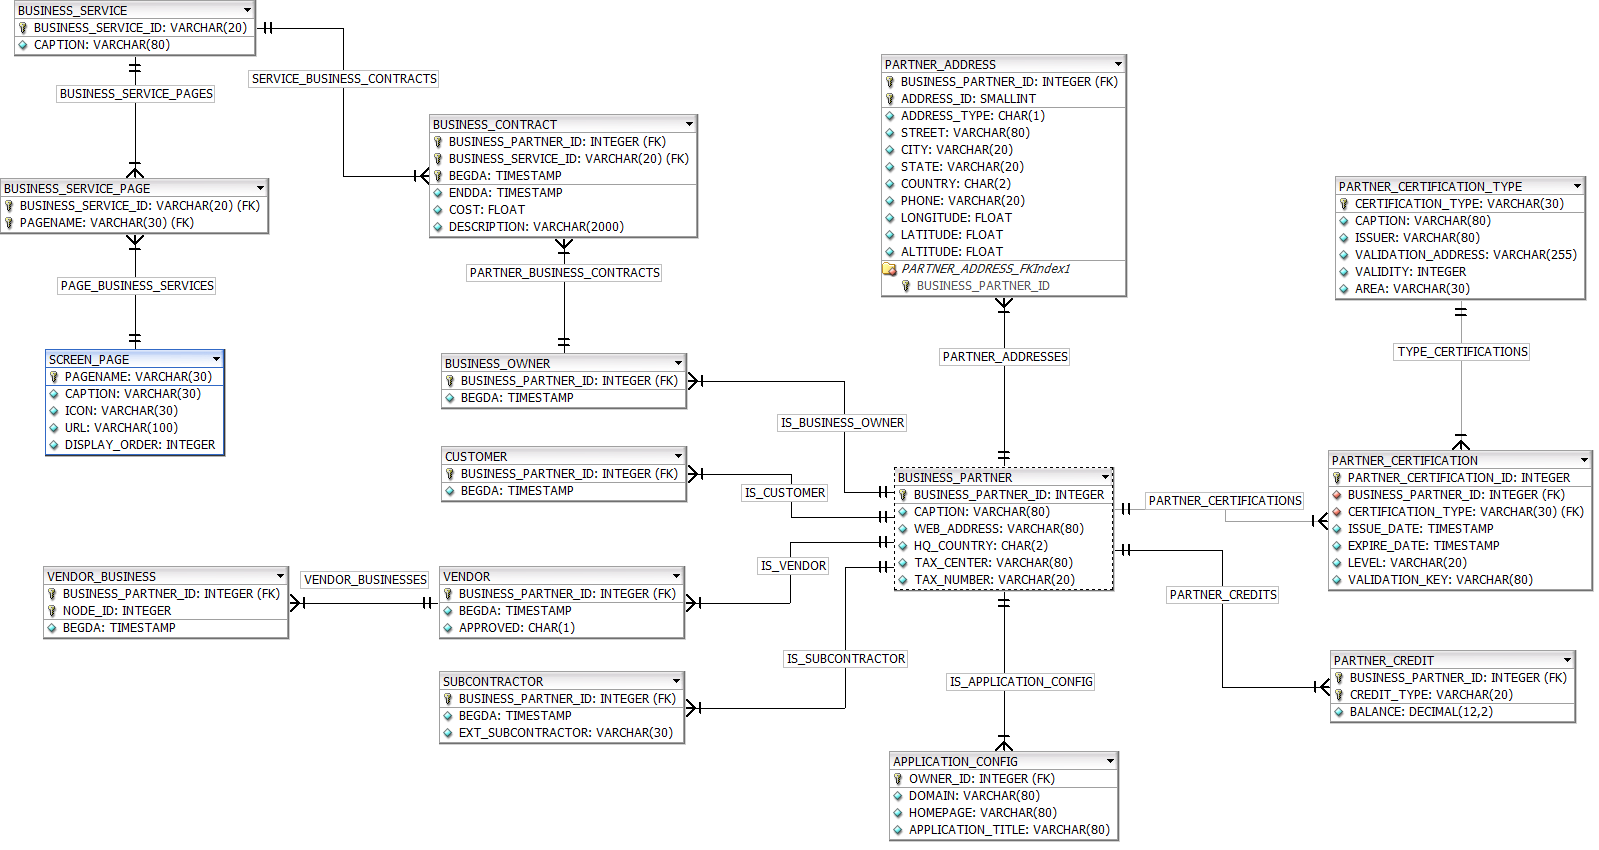 BUSINESS_SERVICE
BUSINESS_SERVICE_ID: VARCHAR(20)
CAPTION: VARCHAR(80)
BUSINESS_SERVICE_PAGES
SERVICE_BUSINESS_CONTRACTS
BUSINESS_CONTRACT
BUSINESS_PARTNER_ID: INTEGER (FK)
BUSINESS_SERVICE_ID: VARCHAR(20) (FK)
BEGDA: TIMESTAMP
ENDDA: TIMESTAMP
COST: FLOAT
DESCRIPTION: VARCHAR(2000)
BUSINESS_SERVICE_PAGE
BUSINESS_SERVICE_ID: VARCHAR(20) (FK)
PAGENAME: VARCHAR(30) (FK)
PAGE_BUSINESS_SERVICES
SCREEN_PAGE
PAGENAME: VARCHAR(30)
CAPTION: VARCHAR(30)
ICON: VARCHAR(30)
URL: VARCHAR(100)
DISPLAY_ORDER: INTEGER
PARTNER_BUSINESS_CONTRACTS
BUSINESS_OWNER
BUSINESS_PARTNER_ID: INTEGER (FK)
BEGDA: TIMESTAMP
IS_BUSINESS_OWNER
CUSTOMER
BUSINESS_PARTNER_ID: INTEGER (FK)
BEGDA: TIMESTAMP
IS_CUSTOMER
VENDOR_BUSINESS
BUSINESS_PARTNER_ID: INTEGER (FK)
NODE_ID: INTEGER
BEGDA: TIMESTAMP
VENDOR_BUSINESSES
VENDOR
BUSINESS_PARTNER_ID: INTEGER (FK)
BEGDA: TIMESTAMP
APPROVED: CHAR(1)
IS_VENDOR
SUBCONTRACTOR
BUSINESS_PARTNER_ID: INTEGER (FK)
BEGDA: TIMESTAMP
EXT_SUBCONTRACTOR: VARCHAR(30)
IS_SUBCONTRACTOR
PARTNER_ADDRESS
BUSINESS_PARTNER_ID: INTEGER (FK)
ADDRESS_ID: SMALLINT
ADDRESS_TYPE: CHAR(1)
STREET: VARCHAR(80)
CITY: VARCHAR(20)
STATE: VARCHAR(20)
COUNTRY: CHAR(2)
PHONE: VARCHAR(20)
LONGITUDE: FLOAT
LATITUDE: FLOAT
ALTITUDE: FLOAT
PARTNER_ADDRESS_FKIndex1
BUSINESS_PARTNER_ID
PARTNER_ADDRESSES
BUSINESS_PARTNER
BUSINESS_PARTNER_ID: INTEGER
CAPTION: VARCHAR(80)
WEB_ADDRESS: VARCHAR(80)
HQ_COUNTRY: CHAR(2)
TAX_CENTER: VARCHAR(80)
TAX_NUMBER: VARCHAR(20)
IS_APPLICATION_CONFIG
APPLICATION_CONFIG
OWNER_ID: INTEGER (FK)
DOMAIN: VARCHAR(80)
HOMEPAGE: VARCHAR(80)
APPLICATION_TITLE: VARCHAR(80)
PARTNER_CERTIFICATION_TYPE
CERTIFICATION_TYPE: VARCHAR(30)
CAPTION: VARCHAR(80)
ISSUER: VARCHAR(80)
VALIDATION_ADDRESS: VARCHAR(255)
VALIDITY: INTEGER
AREA: VARCHAR(30)
TYPE_CERTIFICATIONS
PARTNER_CERTIFICATION
PARTNER_CERTIFICATION_ID: INTEGER
BUSINESS_PARTNER_ID: INTEGER (FK)
CERTIFICATION_TYPE: VARCHAR(30) (FK)
ISSUE_DATE: TIMESTAMP
EXPIRE_DATE: TIMESTAMP
LEVEL: VARCHAR(20)
VALIDATION_KEY: VARCHAR(80)
PARTNER_CERTIFICATIONS
PARTNER_CREDITS
PARTNER_CREDIT
BUSINESS_PARTNER_ID: INTEGER (FK)
CREDIT_TYPE: VARCHAR(20)
BALANCE: DECIMAL(12,2)